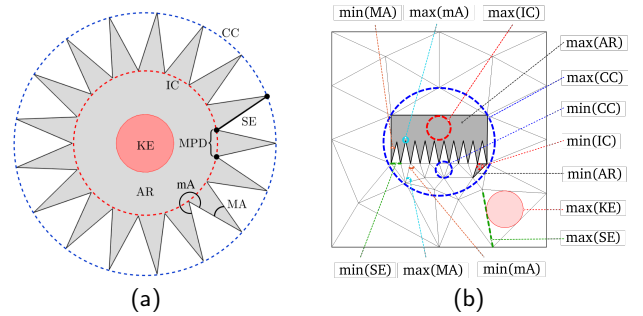 CC
IC
SE
KE
MPD
mA
AR
MA
(a)
min(MA)
max(mA)
max(IC)
max(AR)
max(CC)
min(CC)
min(IC)
min(AR)
max(KE)
max(SE)
min(SE)
max(MA)
min(mA)
(b)